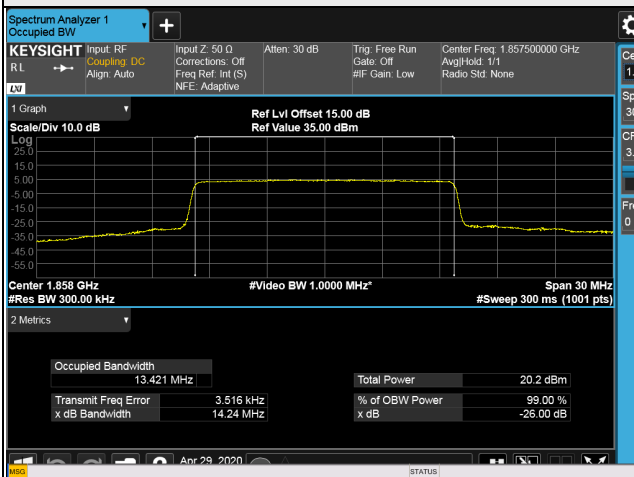 Spectrum Analyzer 1
Occupied BW
KEYSIGHT
R L
LXI
Input: RF
Coupling: DC
Align: Auto
Input Z: 50 Ω
Corrections: Off
Freq Ref: Int (S)
NFE: Adaptive
Atten: 30 dB
Trig: Free Run
Gate: Off
#IF Gain: Low
Center Freq: 1.857500000 GHz
Avg|Hold: 1/1
Radio Std: None
1 Graph
Scale/Div 10.0 dB
Ref Lvl Offset 15.00 dB
Ref Value 35.00 dBm
Log
25.0
15.0
5.00
-5.00
-15.0
-25.0
-35.0
-45.0
-55.0
Center 1.858 GHz
#Video BW 1.0000 MHz*
Span 30 MHz
#Res BW 300.00 kHz
#Sweep 300 ms (1001 pts)
2 Metrics
Occupied Bandwidth
13.421 MHz
Total Power 20.2 dBm
Transmit Freq Error 3.516 kHz
% of OBW Power 99.00 %
x dB Bandwidth 14.24 MHz
x dB -26.00 dB
Apr 29, 2020
MSG
STATUS